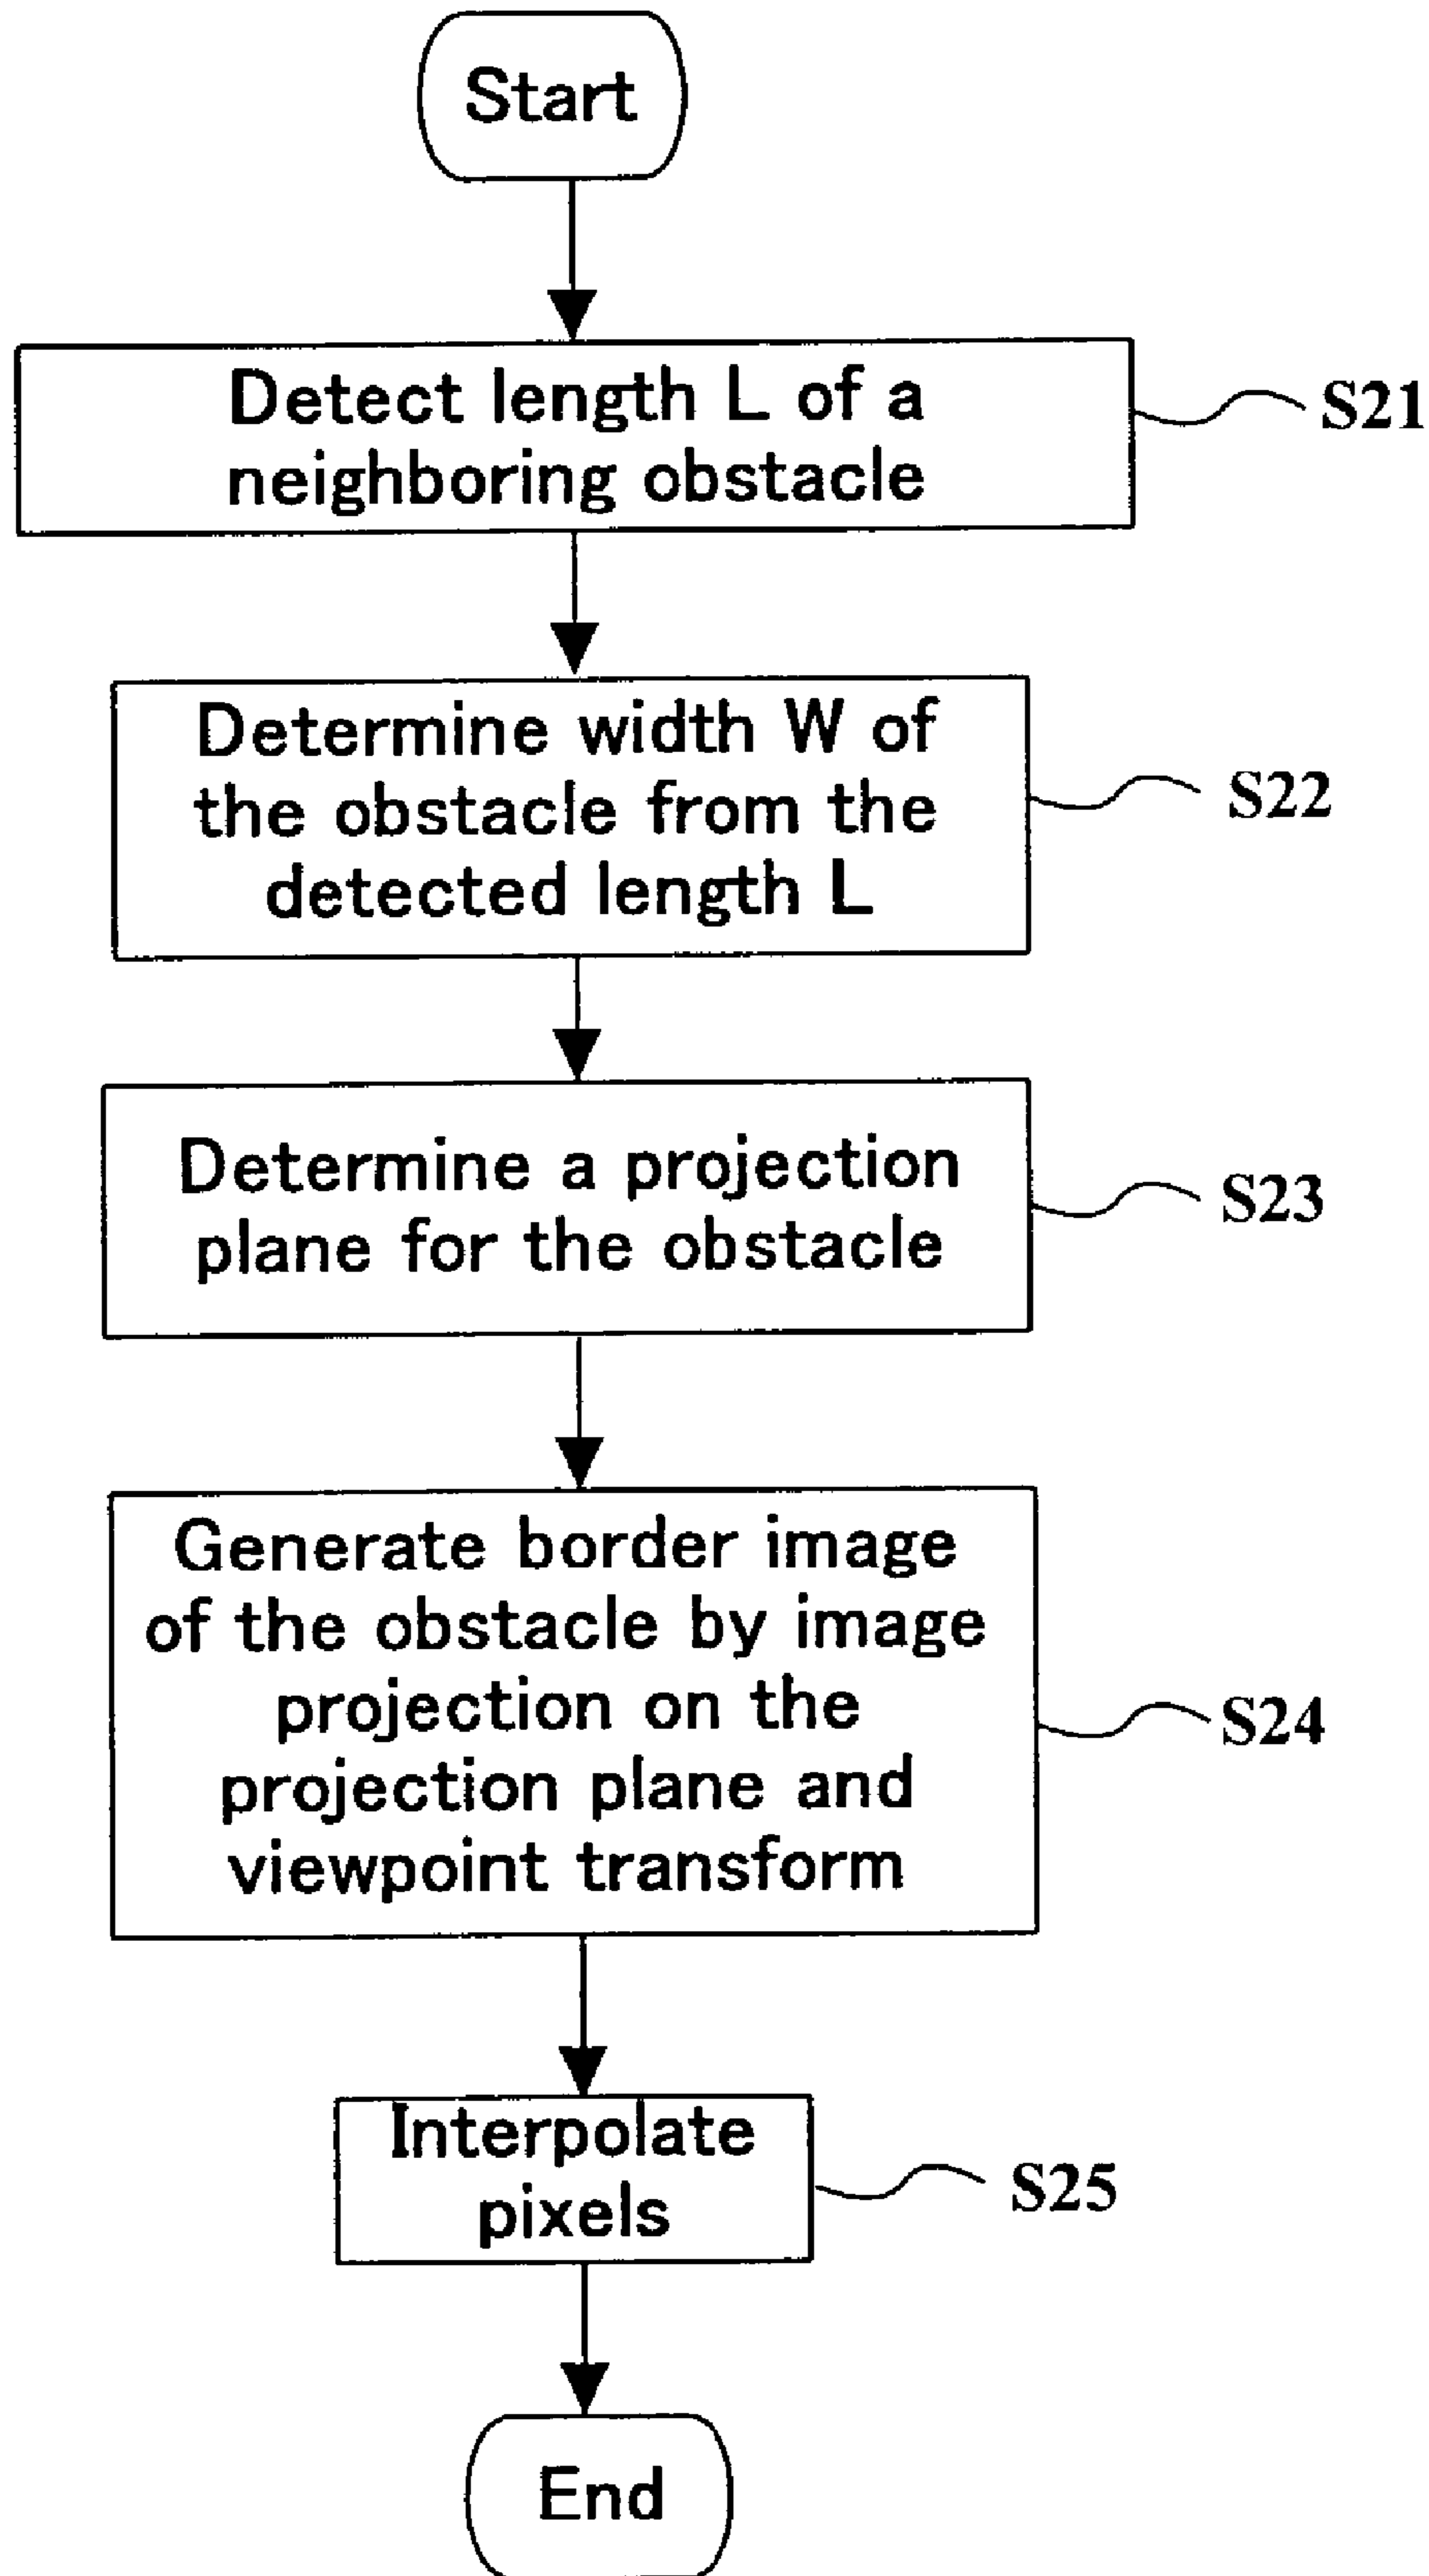 Start
Detect length L of a
neighboring obstacle
S21
Determine width W of
the obstacle from the
detected length L
S22
Determine a projection
plane for the obstacle
S23
Generate border image
of the obstacle by image
projection on the
projection plane and
viewpoint transform
S24
Interpolate
pixels
S25
End